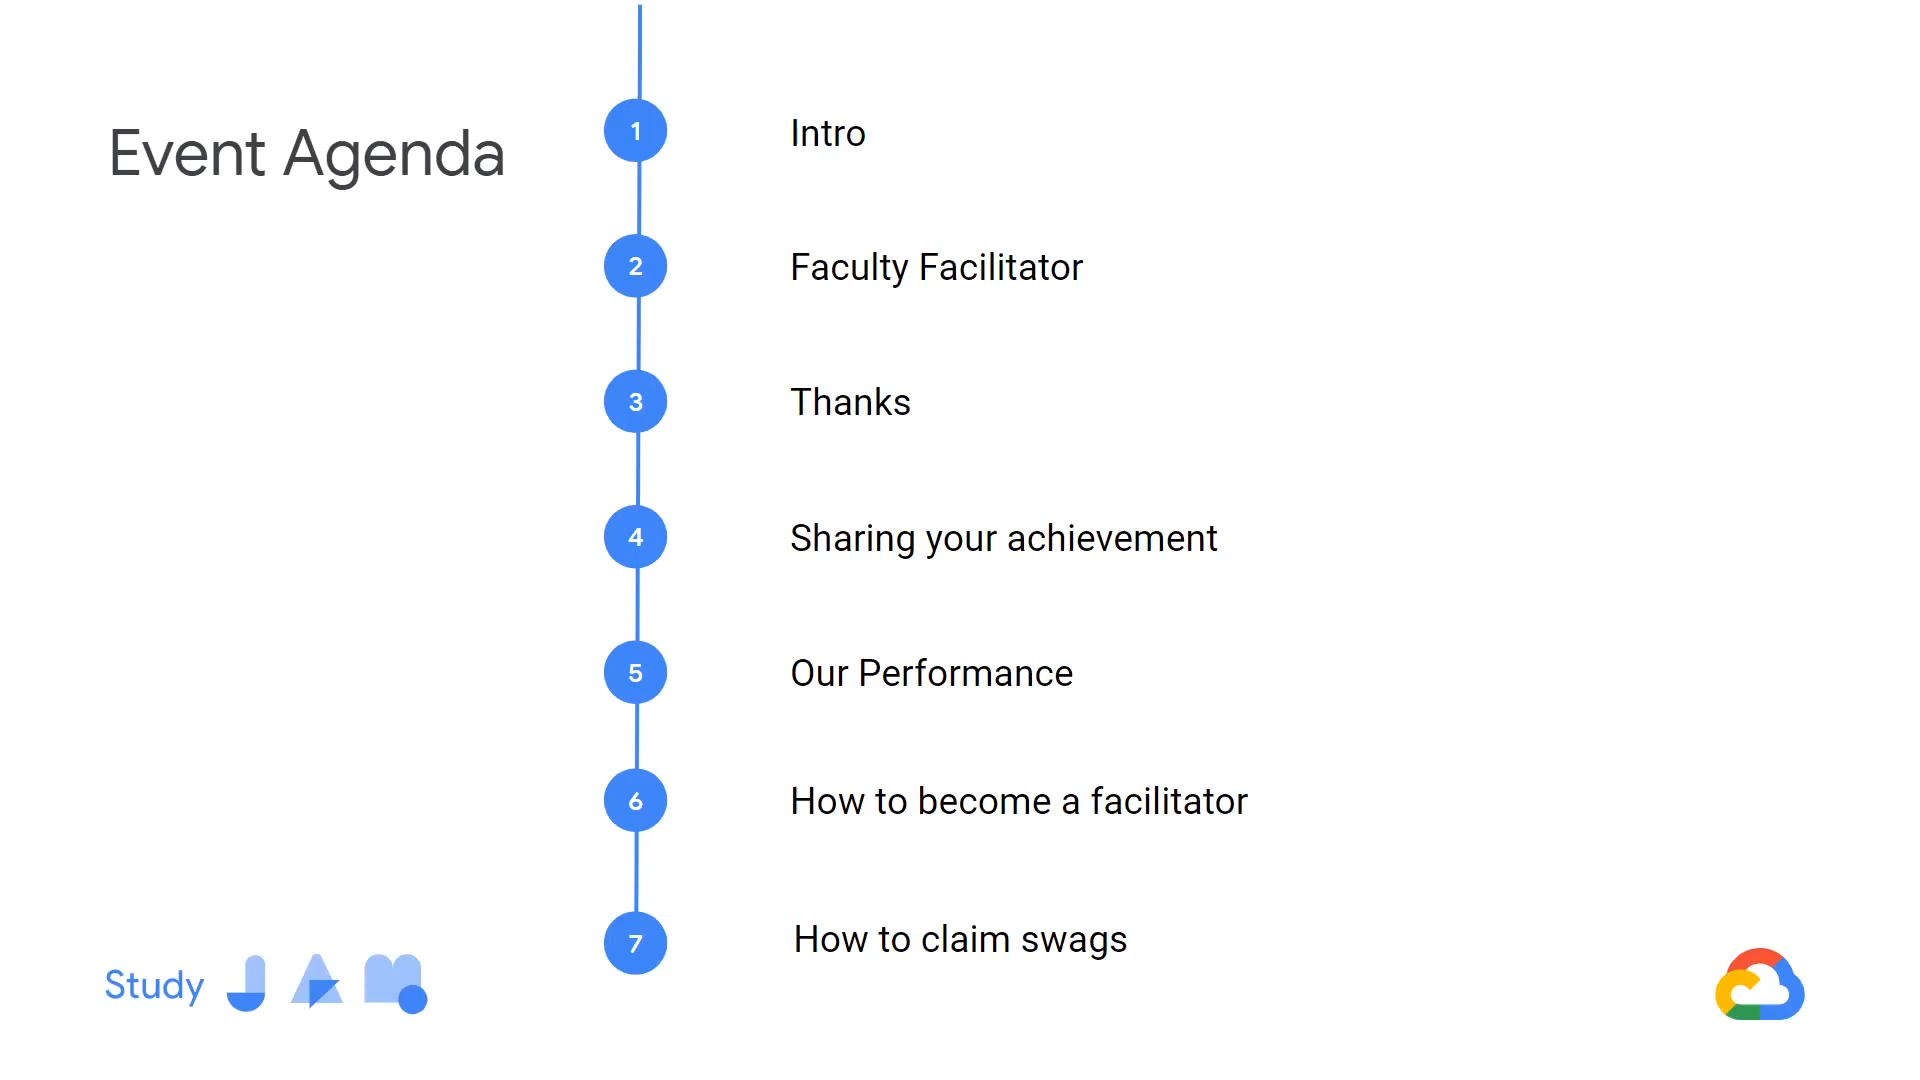 Event Agenda
1 Intro
2 Faculty Facilitator
3 Thanks
4 Sharing your achievement
5 Our Performance
6 How to become a facilitator
7 How to claim swags
Study JAM